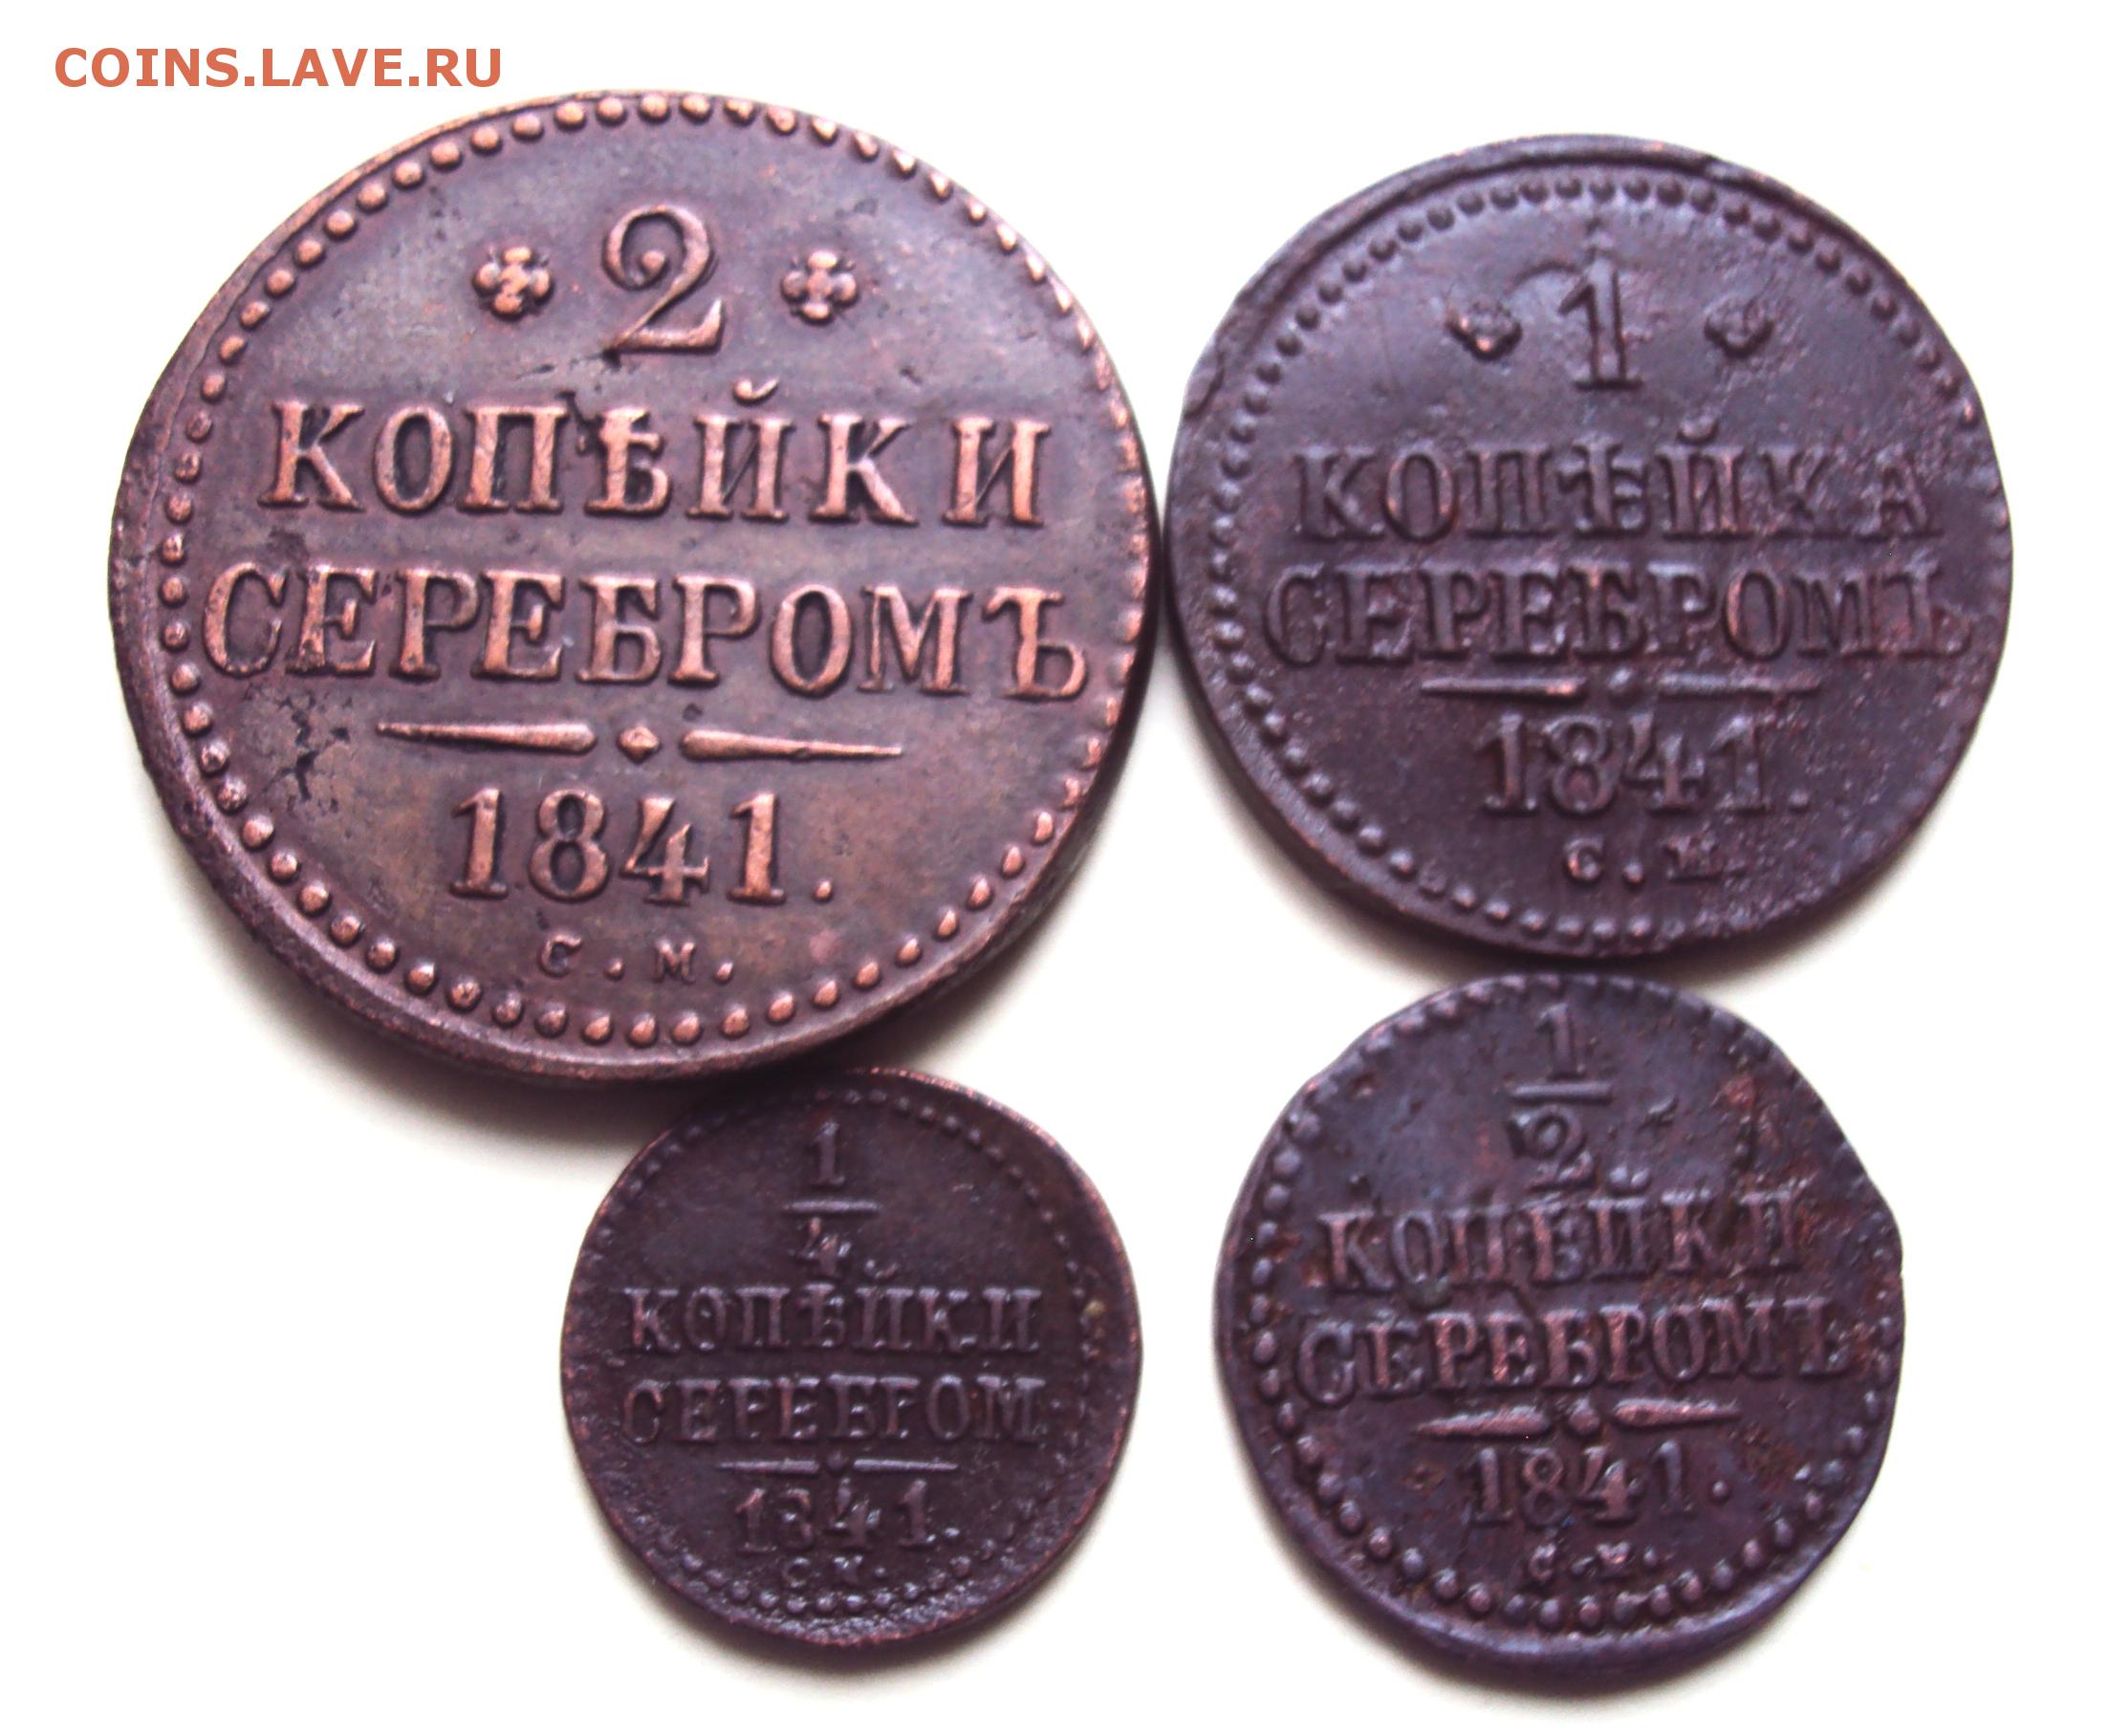 COINS.LAVE.RU
2
КОПѢЙКИ
СЕРЕБРОМЪ
1841.
С.М.
1
КОПѢЙКА
СЕРЕБРОМЪ
1841.
С.М.
1
4
КОПѢЙКИ
СЕРЕБРОМ
1841.
С.М.
1
2
КОПѢЙКИ
СЕРЕБРОМЪ
1841.
С.М.